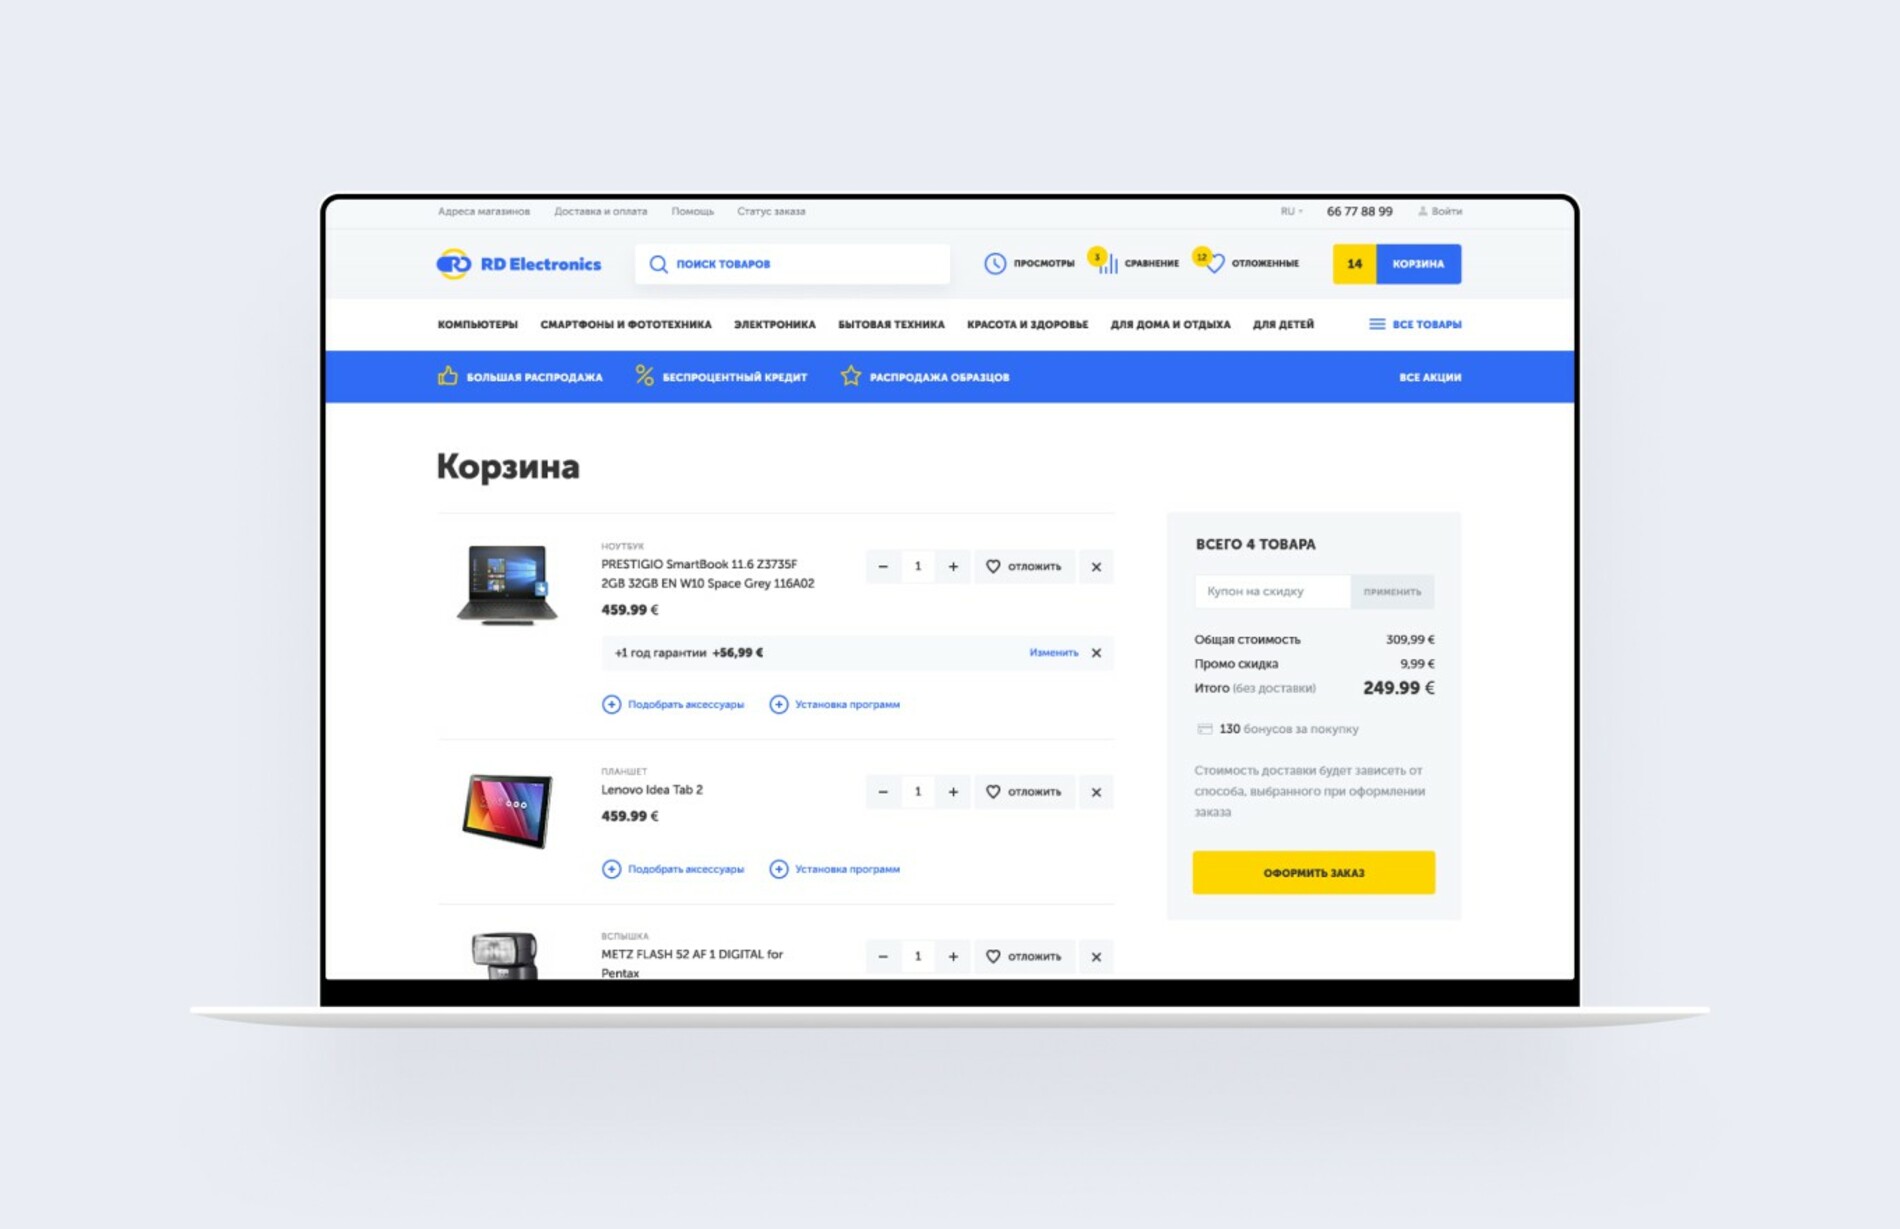 Адреса магазинов Доставка и оплата Помощь Статус заказа RU 66 77 88 99 Войти
RD Electronics ПОИСК ТОВАРОВ ПРОСМОТРЫ 3 СРАВНЕНИЕ 12 ОТЛОЖЕННЫЕ 14 КОРЗИНА
КОМПЬЮТЕРЫ СМАРТФОНЫ И ФОТОТЕХНИКА ЭЛЕКТРОНИКА БЫТОВАЯ ТЕХНИКА КРАСОТА И ЗДОРОВЬЕ ДЛЯ ДОМА И ОТДЫХА ДЛЯ ДЕТЕЙ ВСЕ ТОВАРЫ
БОЛЬШАЯ РАСПРОДАЖА БЕСПРОЦЕНТНЫЙ КРЕДИТ РАСПРОДАЖА ОБРАЗЦОВ ВСЕ АКЦИИ
Корзина
НОУТБУК
PRESTIGIO SmartBook 11.6 Z3735F
2GB 32GB EN W10 Space Grey 116A02
459.99 €
− 1 + ОТЛОЖИТЬ ×
+1 год гарантии +56,99 € Изменить ×
Подобрать аксессуары Установка программ
ПЛАНШЕТ
Lenovo Idea Tab 2
459.99 €
− 1 + ОТЛОЖИТЬ ×
Подобрать аксессуары Установка программ
ВСПЫШКА
METZ FLASH 52 AF 1 DIGITAL for
Pentax
− 1 + ОТЛОЖИТЬ ×
ВСЕГО 4 ТОВАРА
Купон на скидку ПРИМЕНИТЬ
Общая стоимость 309,99 €
Промо скидка 9,99 €
Итого (без доставки) 249.99 €
130 бонусов за покупку
Стоимость доставки будет зависеть от
способа, выбранного при оформлении
заказа
ОФОРМИТЬ ЗАКАЗ